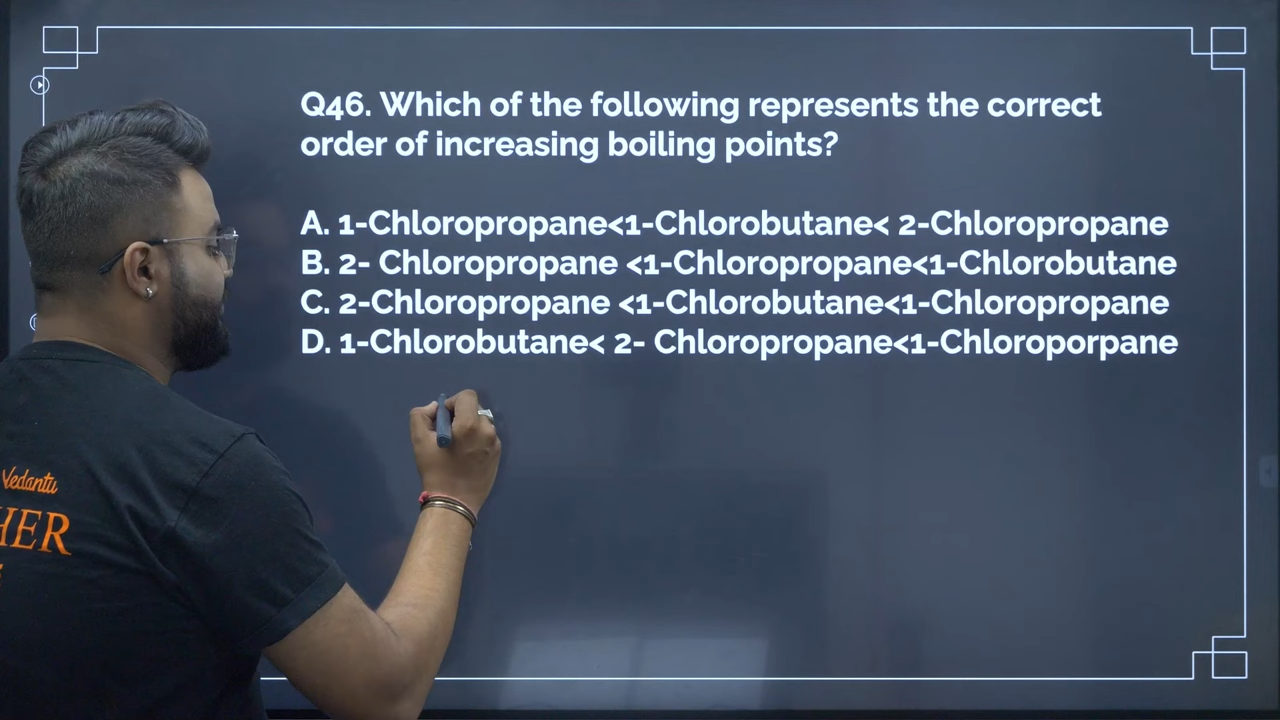 Q46. Which of the following represents the correct
order of increasing boiling points?
A. 1-Chloropropane<1-Chlorobutane< 2-Chloropropane
B. 2- Chloropropane <1-Chloropropane<1-Chlorobutane
C. 2-Chloropropane <1-Chlorobutane<1-Chloropropane
D. 1-Chlorobutane< 2- Chloropropane<1-Chloroporpane
Vedantu
HER